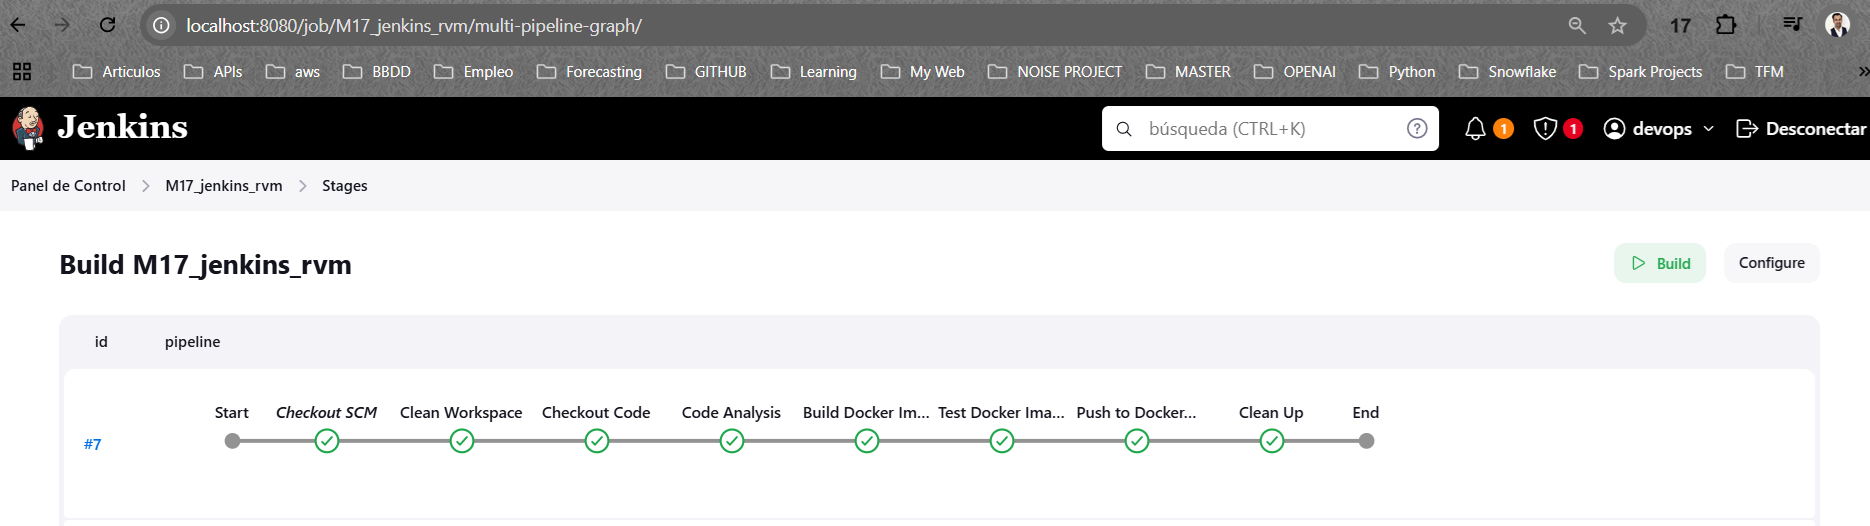 localhost:8080/job/M17_jenkins_rvm/multi-pipeline-graph/
17
Articulos APIs aws BBDD Empleo Forecasting GITHUB Learning My Web NOISE PROJECT MASTER OPENAI Python Snowflake Spark Projects TFM
Jenkins búsqueda (CTRL+K) 1 1 devops Desconectar
Panel de Control M17_jenkins_rvm Stages
Build M17_jenkins_rvm Build Configure
id pipeline
Start Checkout SCM Clean Workspace Checkout Code Code Analysis Build Docker Im... Test Docker Ima... Push to Docker... Clean Up End
#7